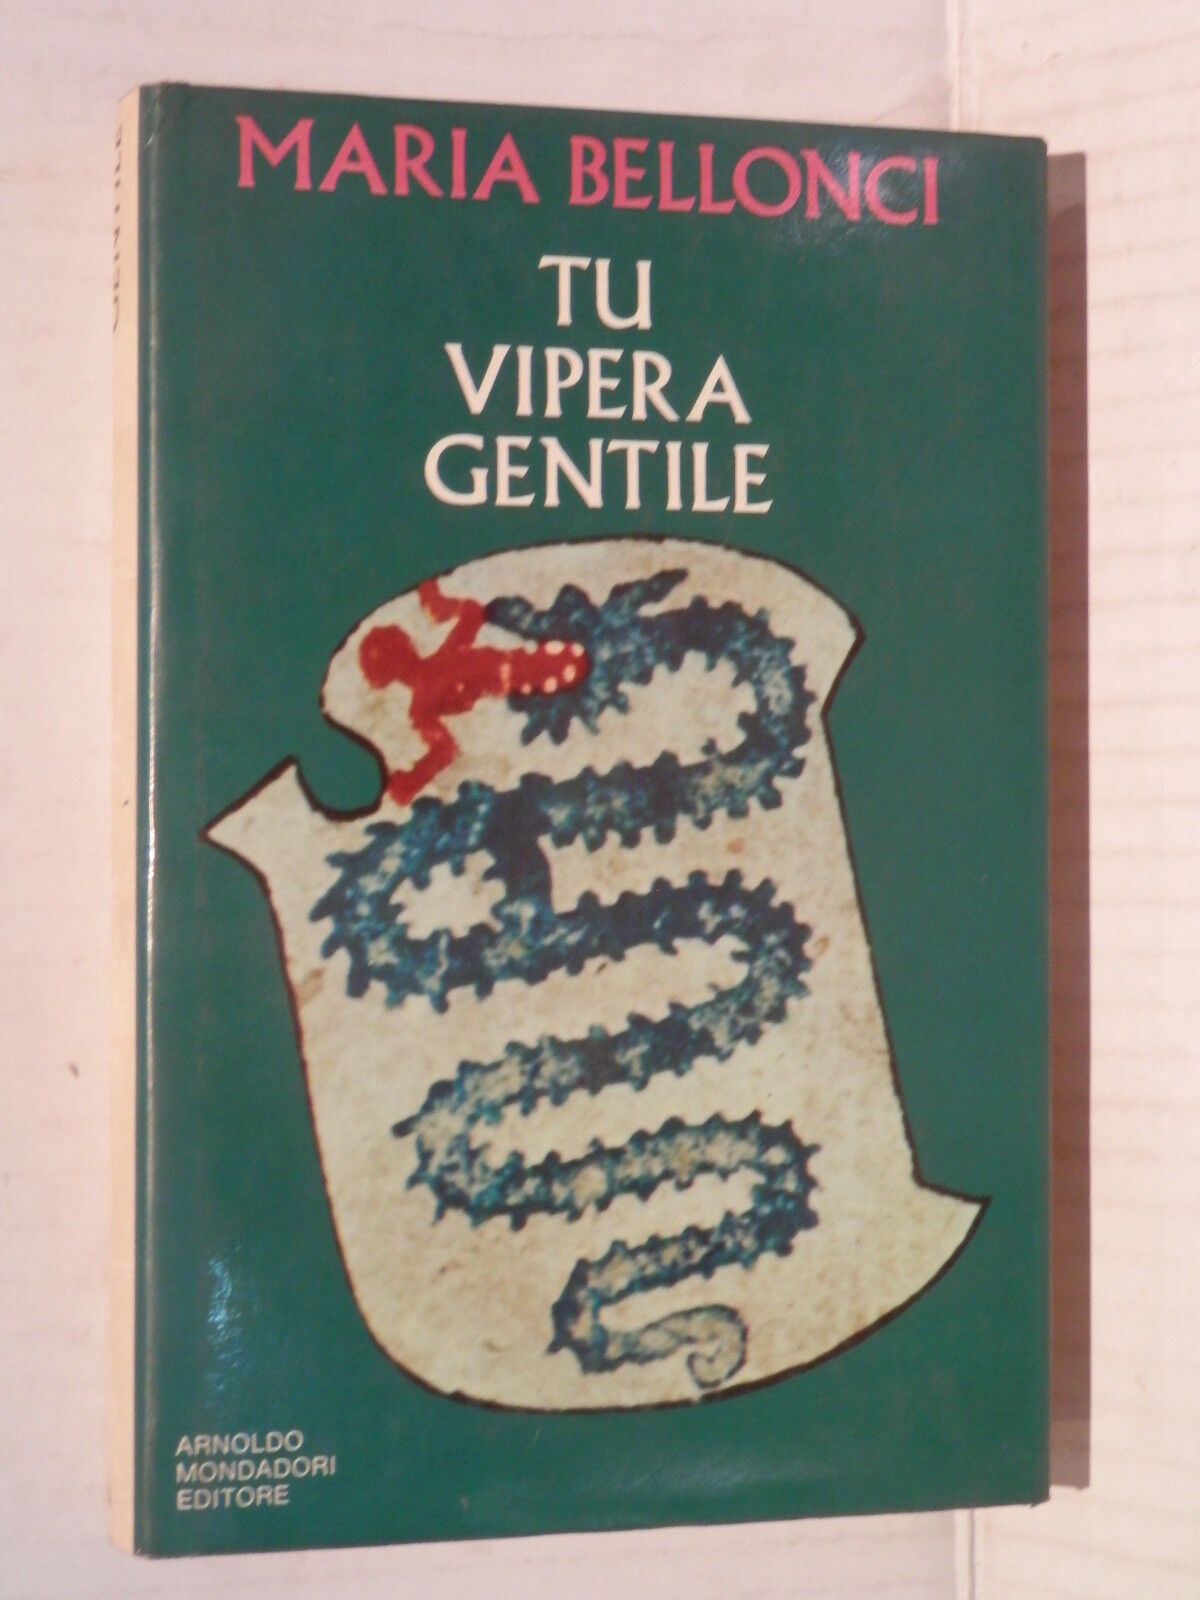 MARIA BELLONCI
TU
VIPERA
GENTILE
ARNOLDO
MONDADORI
EDITORE